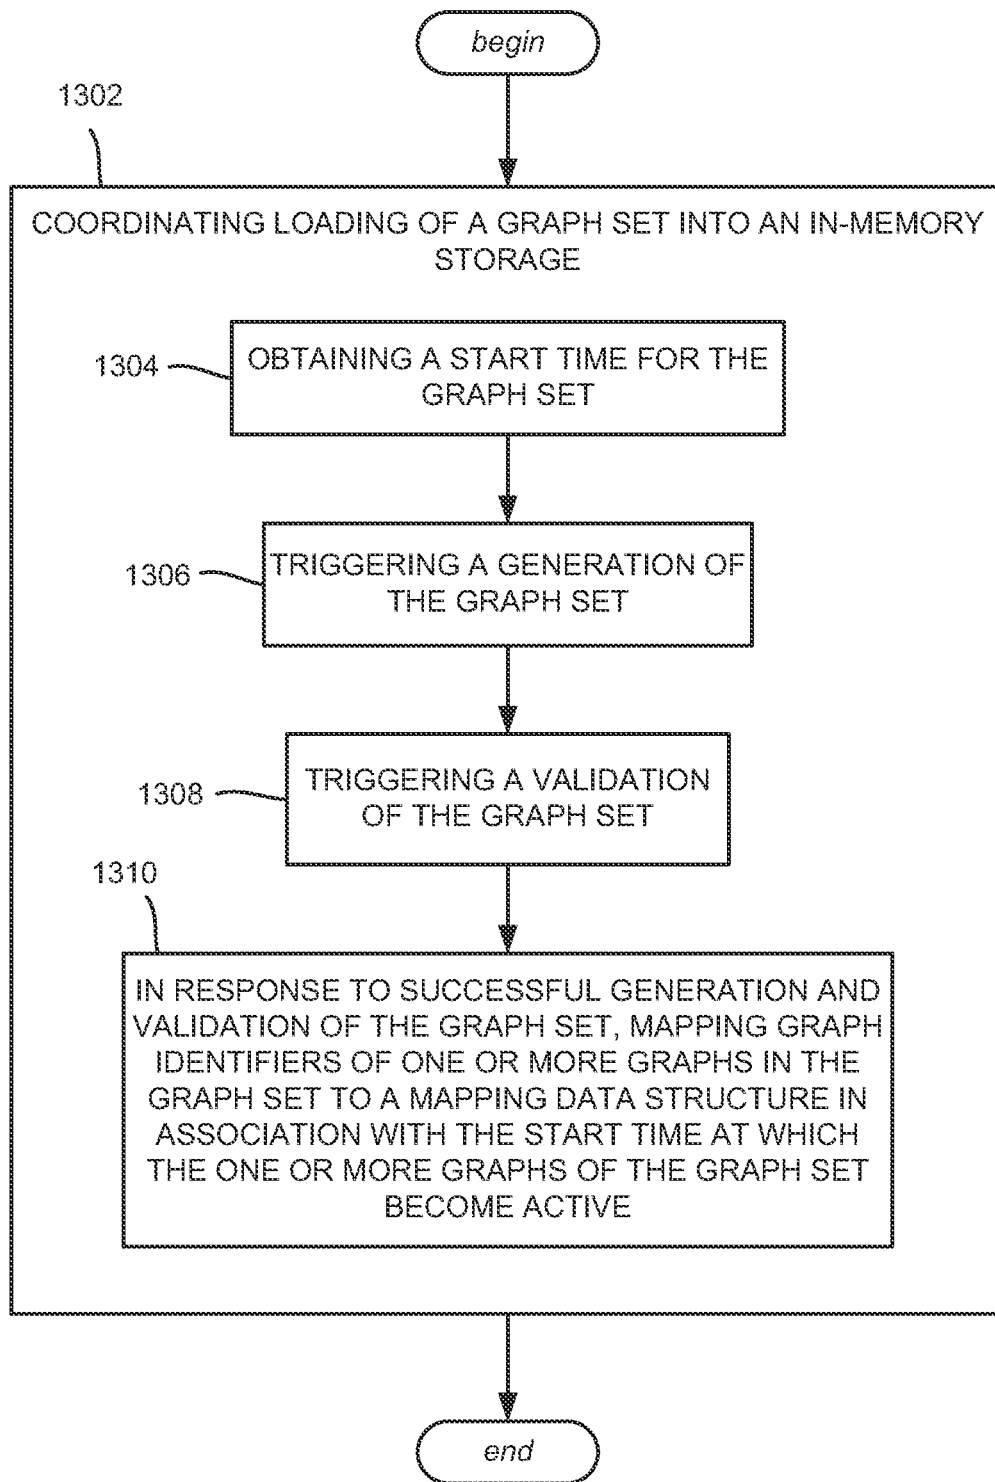 begin
1302
COORDINATING LOADING OF A GRAPH SET INTO AN IN-MEMORY
STORAGE
1304
OBTAINING A START TIME FOR THE
GRAPH SET
1306
TRIGGERING A GENERATION OF
THE GRAPH SET
1308
TRIGGERING A VALIDATION
OF THE GRAPH SET
1310
IN RESPONSE TO SUCCESSFUL GENERATION AND
VALIDATION OF THE GRAPH SET, MAPPING GRAPH
IDENTIFIERS OF ONE OR MORE GRAPHS IN THE
GRAPH SET TO A MAPPING DATA STRUCTURE IN
ASSOCIATION WITH THE START TIME AT WHICH
THE ONE OR MORE GRAPHS OF THE GRAPH SET
BECOME ACTIVE
end